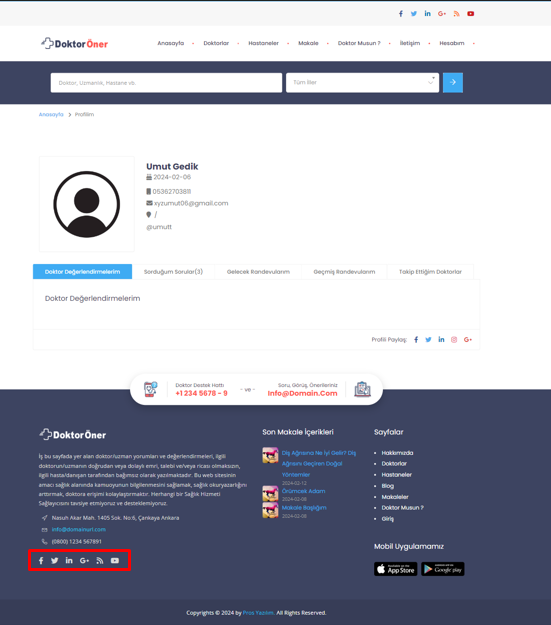 DoktorÖner
Anasayfa Doktorlar Hastaneler Makale Doktor Musun ? İletişim Hesabım
Doktor, Uzmanlık, Hastane vs.
Tüm İller
Anasayfa > Profilim
Umut Gedik
2024-02-06
05362703811
syzumut06@gmail.com
/
@umutt
Doktor Değerlendirmelerim Sorduğum Sorular(3) Gelecek Randevularım Geçmiş Randevularım Takip Ettiğim Doktorlar
Doktor Değerlendirmelerim
Profili Paylaş:
Doktor Destek Hattı
+1 234 5678 - 9
- ve -
Soru, Görüş, Önerileriniz
Info@Domain.Com
DoktorÖner
İş bu sayfada yer alan doktor/uzman yorumları ve değerlendirmeleri, ilgili
doktorun/uzmanın doğrudan veya dolaylı emri, talebi ve/veya ricası olmaksızın,
ilgili hasta/danışan tarafından bağımsız olarak yazılmaktadır. Bu web sitesinin
amacı sağlık alanında kamuoyunun bilgilenmesini sağlamak, sağlık okuryazarlığını
arttırmak, doktora erişimi kolaylaştırmaktır. Herhangi bir Sağlık Hizmeti
Sağlayıcısını tavsiye etmiyoruz ve desteklemiyoruz.
Nasuh Akar Mah. 1405 Sok. No:6, Çankaya Ankara
info@domainurl.com
(0800) 1234 567891
Son Makale İçerikleri
Diş Ağrısına Ne İyi Gelir? Diş
Ağrısını Geçiren Doğal
Yöntemler
2024-02-12
Örümcek Adam
2024-02-08
Makale Başlığım
2024-02-08
Sayfalar
Hakkımızda
Doktorlar
Hastaneler
Blog
Makaleler
Doktor Musun ?
Giriş
Mobil Uygulamamız
App Store
Google play
Copyrights © 2024 by Pros Yazılım. All Rights Reserved.